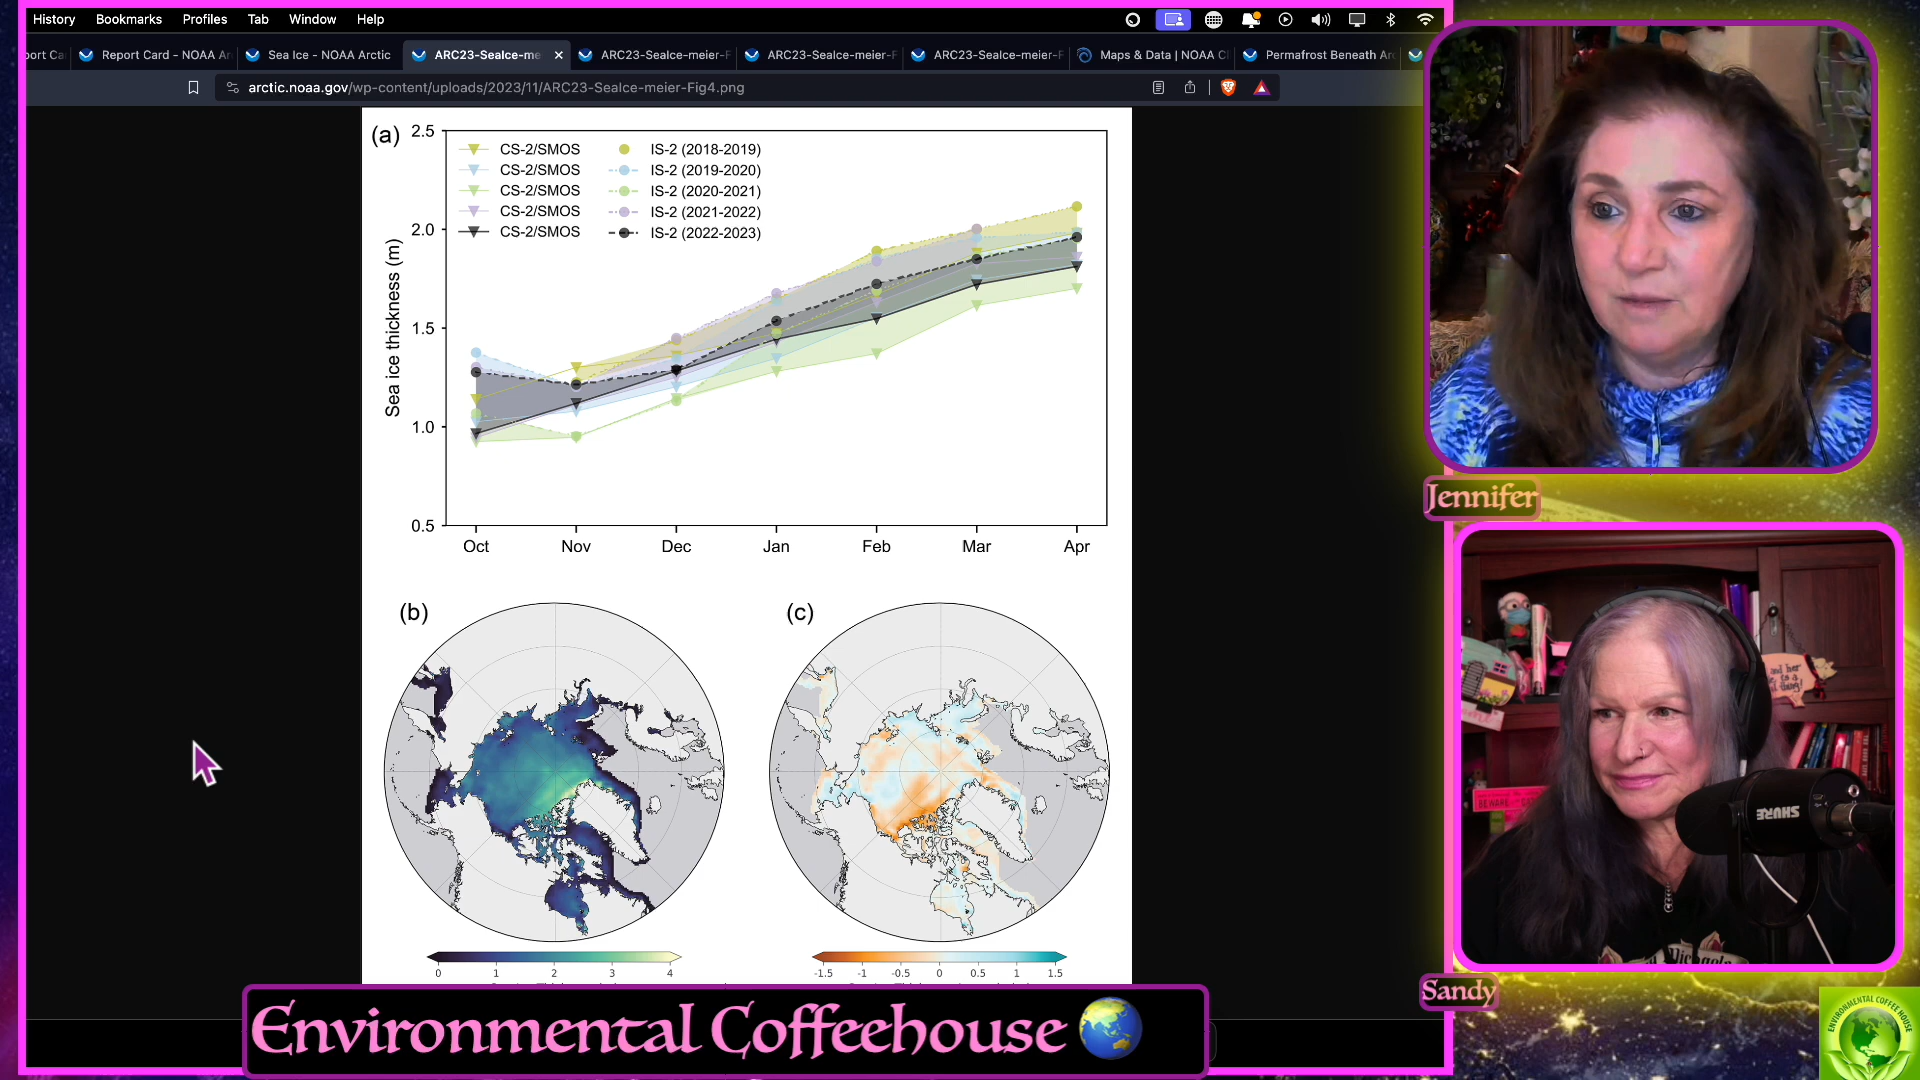 History Bookmarks Profiles Tab Window Help
Report Card – NOAA Ar
Sea Ice - NOAA Arctic
ARC23-SeaIce-me
ARC23-SeaIce-meier-F
ARC23-SeaIce-meier-F
ARC23-SeaIce-meier-F
Maps & Data | NOAA C
Permafrost Beneath Arc
arctic.noaa.gov/wp-content/uploads/2023/11/ARC23-SeaIce-meier-Fig4.png
(a)
2.5
2.0
1.5
1.0
0.5
Sea ice thickness (m)
CS-2/SMOS IS-2 (2018-2019)
CS-2/SMOS IS-2 (2019-2020)
CS-2/SMOS IS-2 (2020-2021)
CS-2/SMOS IS-2 (2021-2022)
CS-2/SMOS IS-2 (2022-2023)
Oct Nov Dec Jan Feb Mar Apr
(b)
(c)
0 1 2 3 4
-1.5 -1 -0.5 0 0.5 1 1.5
Environmental Coffeehouse
Jennifer
Sandy
SHURE
BEWARE
ENVIRONMENTAL COFFEE HOUSE